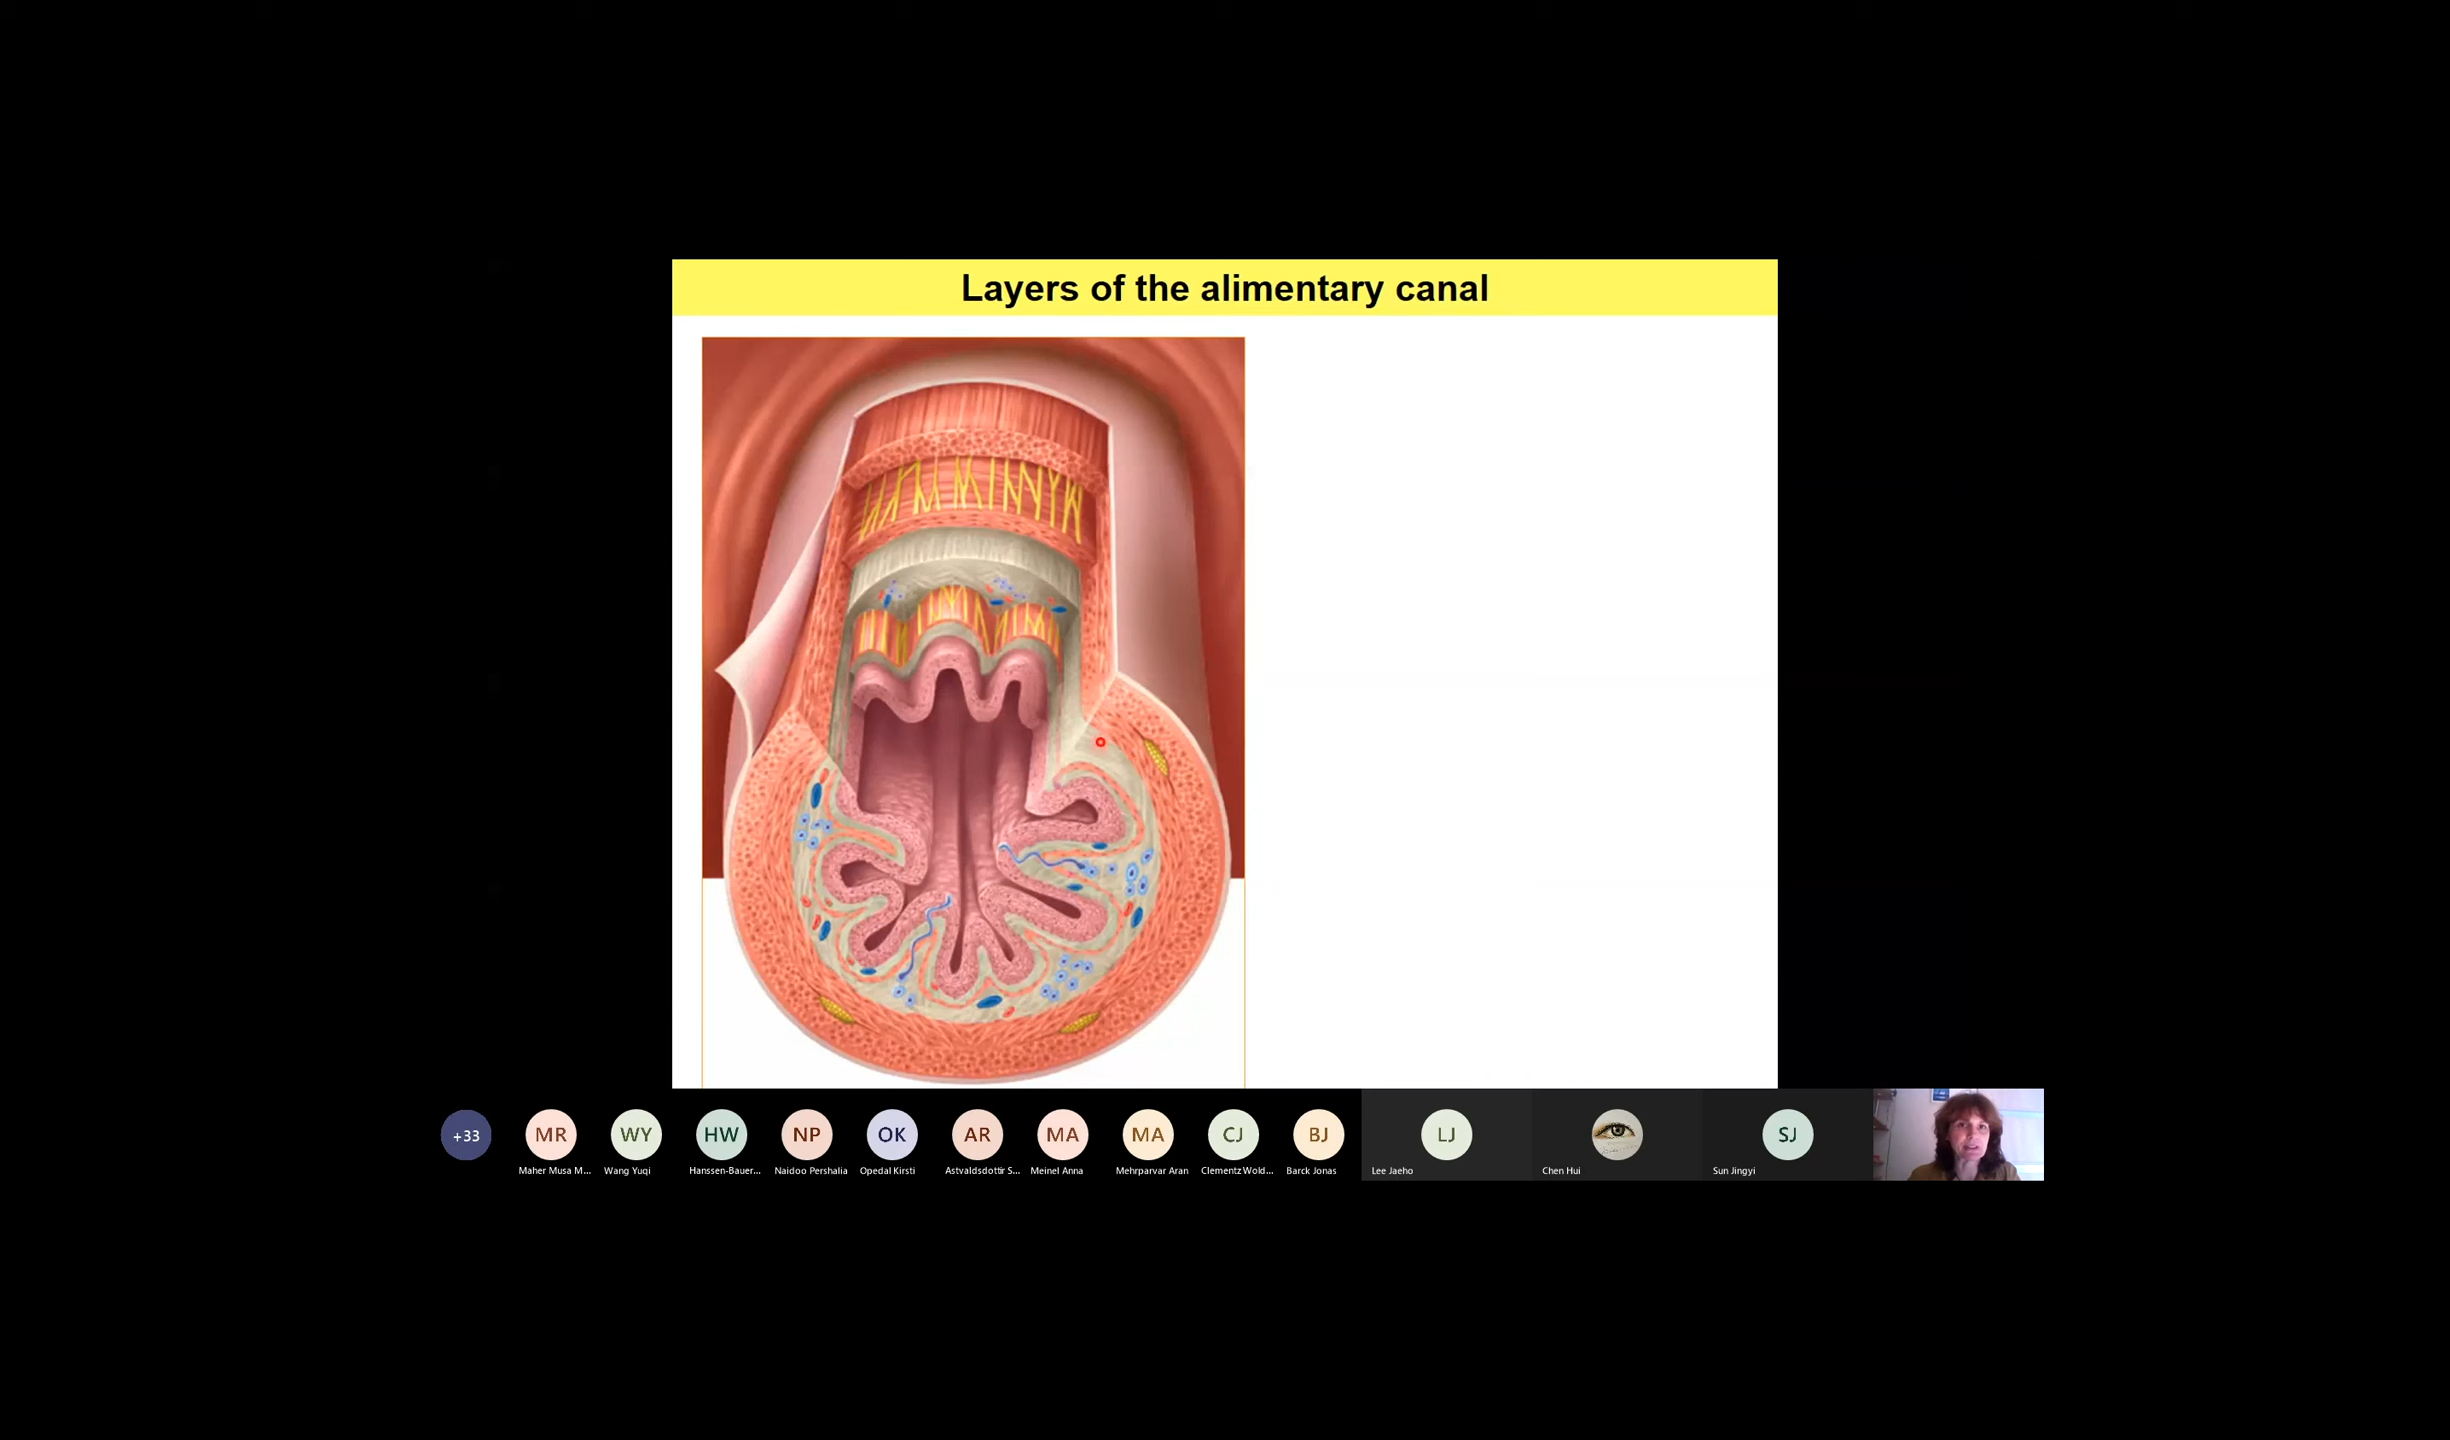 Layers of the alimentary canal
+33
MR
WY
HW
NP
OK
AR
MA
MA
CJ
BJ
LJ
SJ
Maher Musa M...
Wang Yuqi
Hanssen-Bauer...
Naidoo Pershalia
Opedal Kirsti
Astvaldsdottir S...
Meinel Anna
Mehrparvar Aran
Clementz Wold...
Barck Jonas
Lee Jaeho
Chen Hui
Sun Jingyi